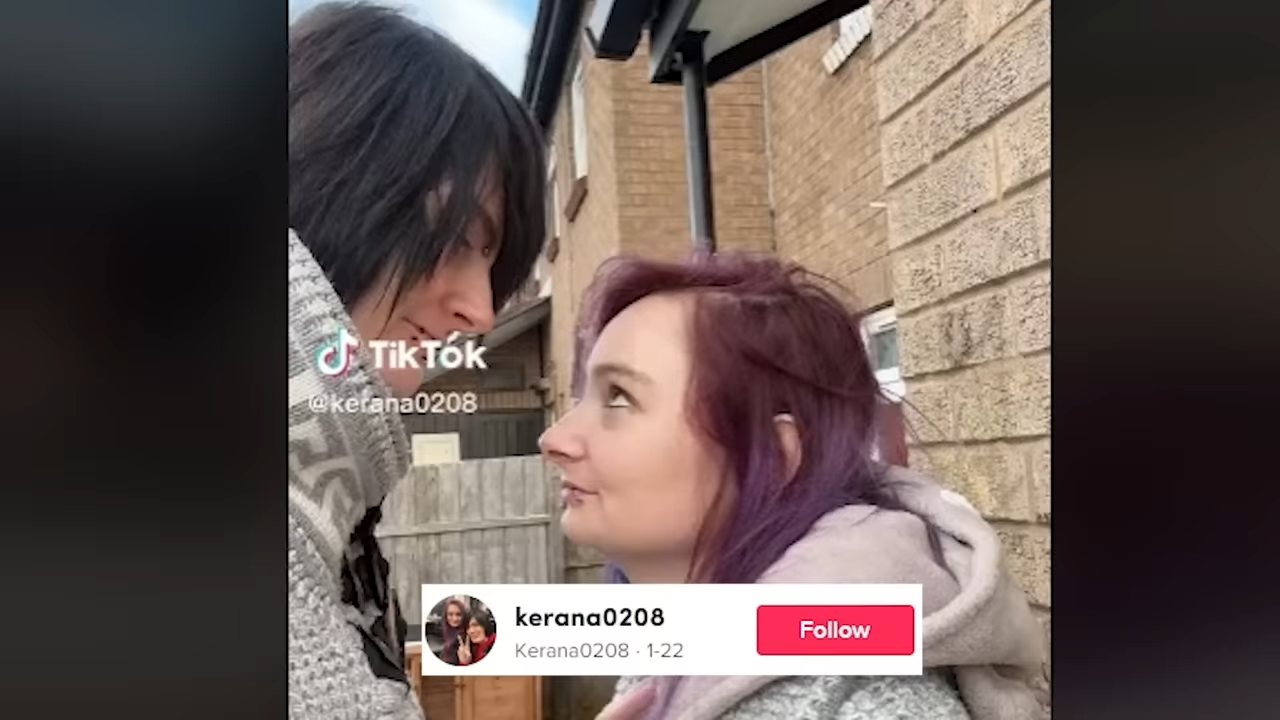 TikTok
@kerana0208
kerana0208
Kerana0208 · 1-22
Follow